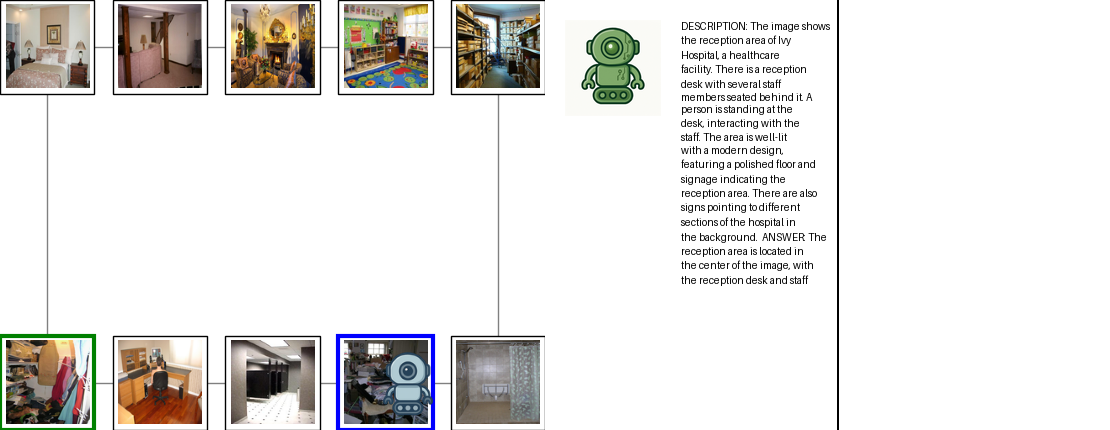 DESCRIPTION: The image shows
the reception area of Ivy
Hospital, a healthcare
facility. There is a reception
desk with several staff
members seated behind it. A
person is standing at the
desk, interacting with the
staff. The area is well-lit
with a modern design,
featuring a polished floor and
signage indicating the
reception area. There are also
signs pointing to different
sections of the hospital in
the background.  ANSWER: The
reception area is located in
the center of the image, with
the reception desk and staff